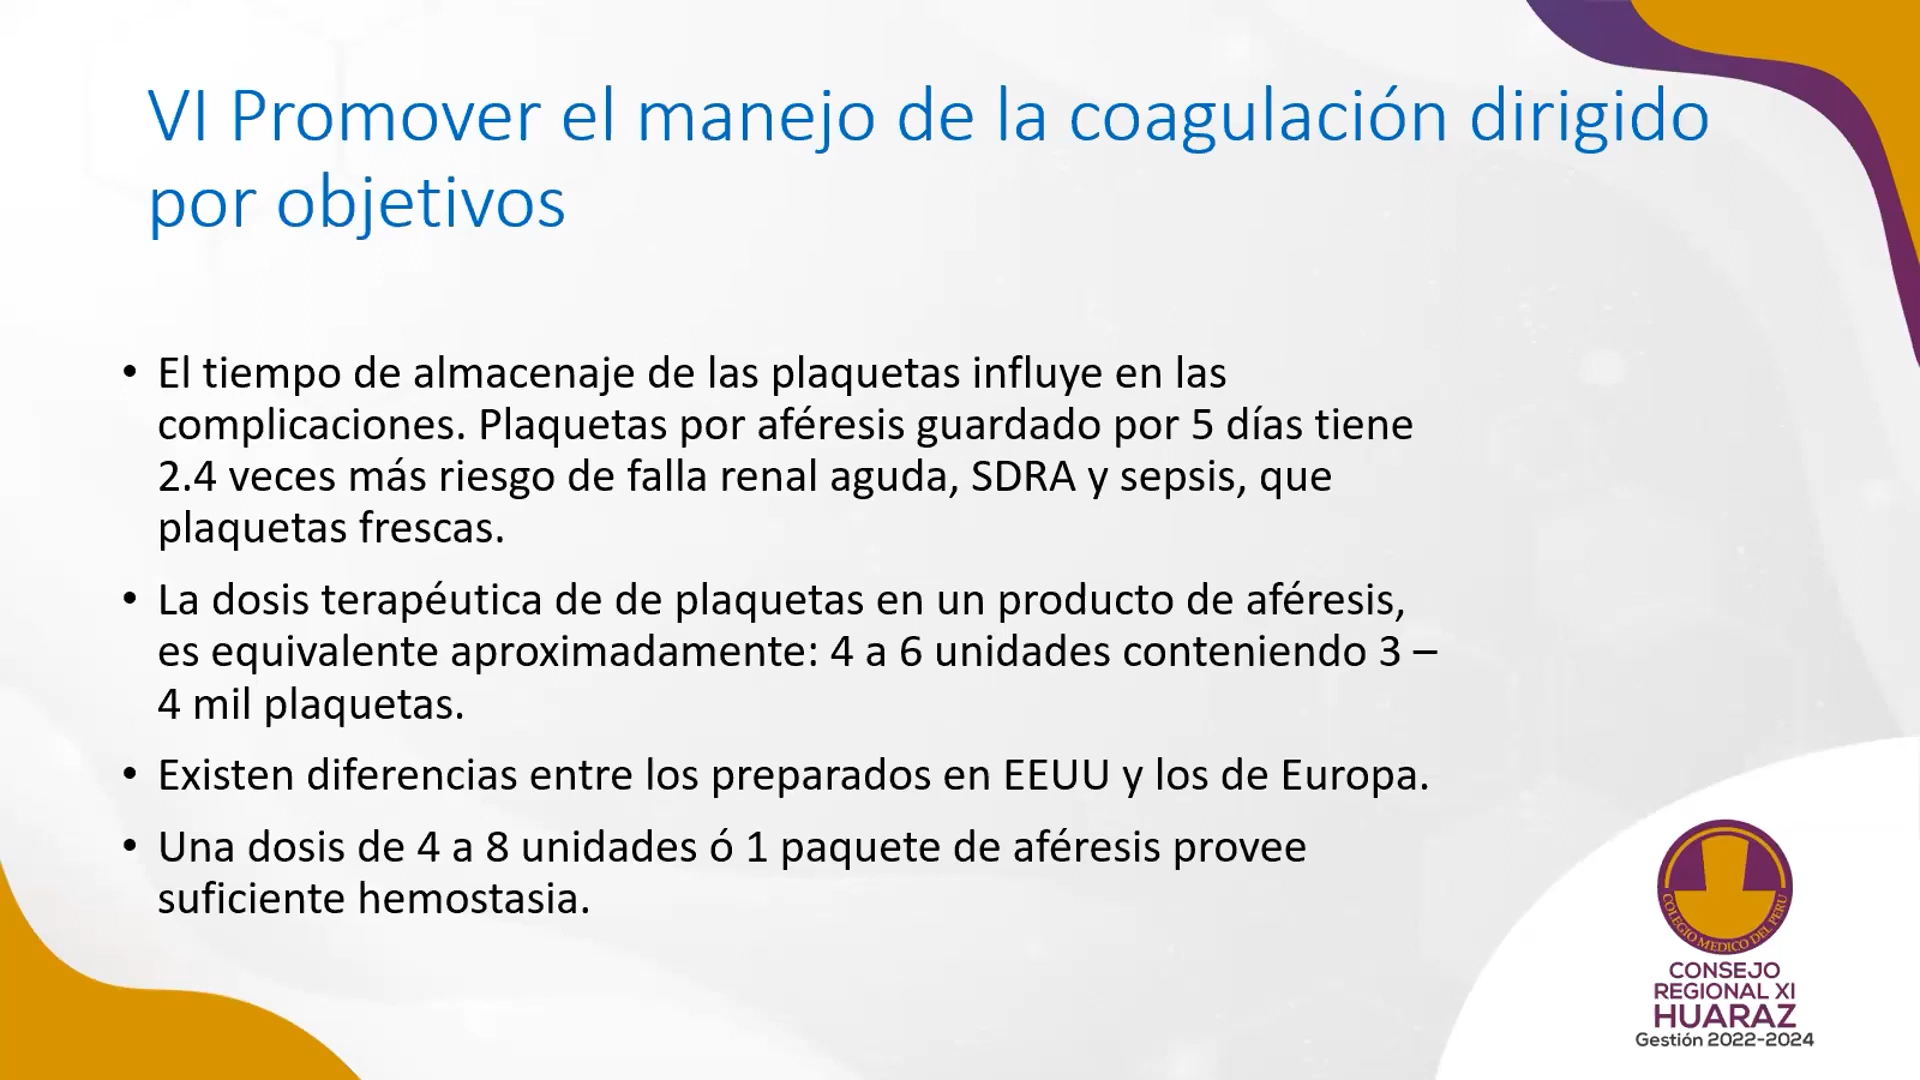 VI Promover el manejo de la coagulación dirigido
por objetivos
• El tiempo de almacenaje de las plaquetas influye en las
complicaciones. Plaquetas por aféresis guardado por 5 días tiene
2.4 veces más riesgo de falla renal aguda, SDRA y sepsis, que
plaquetas frescas.
• La dosis terapéutica de de plaquetas en un producto de aféresis,
es equivalente aproximadamente: 4 a 6 unidades conteniendo 3 –
4 mil plaquetas.
• Existen diferencias entre los preparados en EEUU y los de Europa.
• Una dosis de 4 a 8 unidades ó 1 paquete de aféresis provee
suficiente hemostasia.
COLEGIO MEDICO DEL PERU
CONSEJO
REGIONAL XI
HUARAZ
Gestión 2022-2024